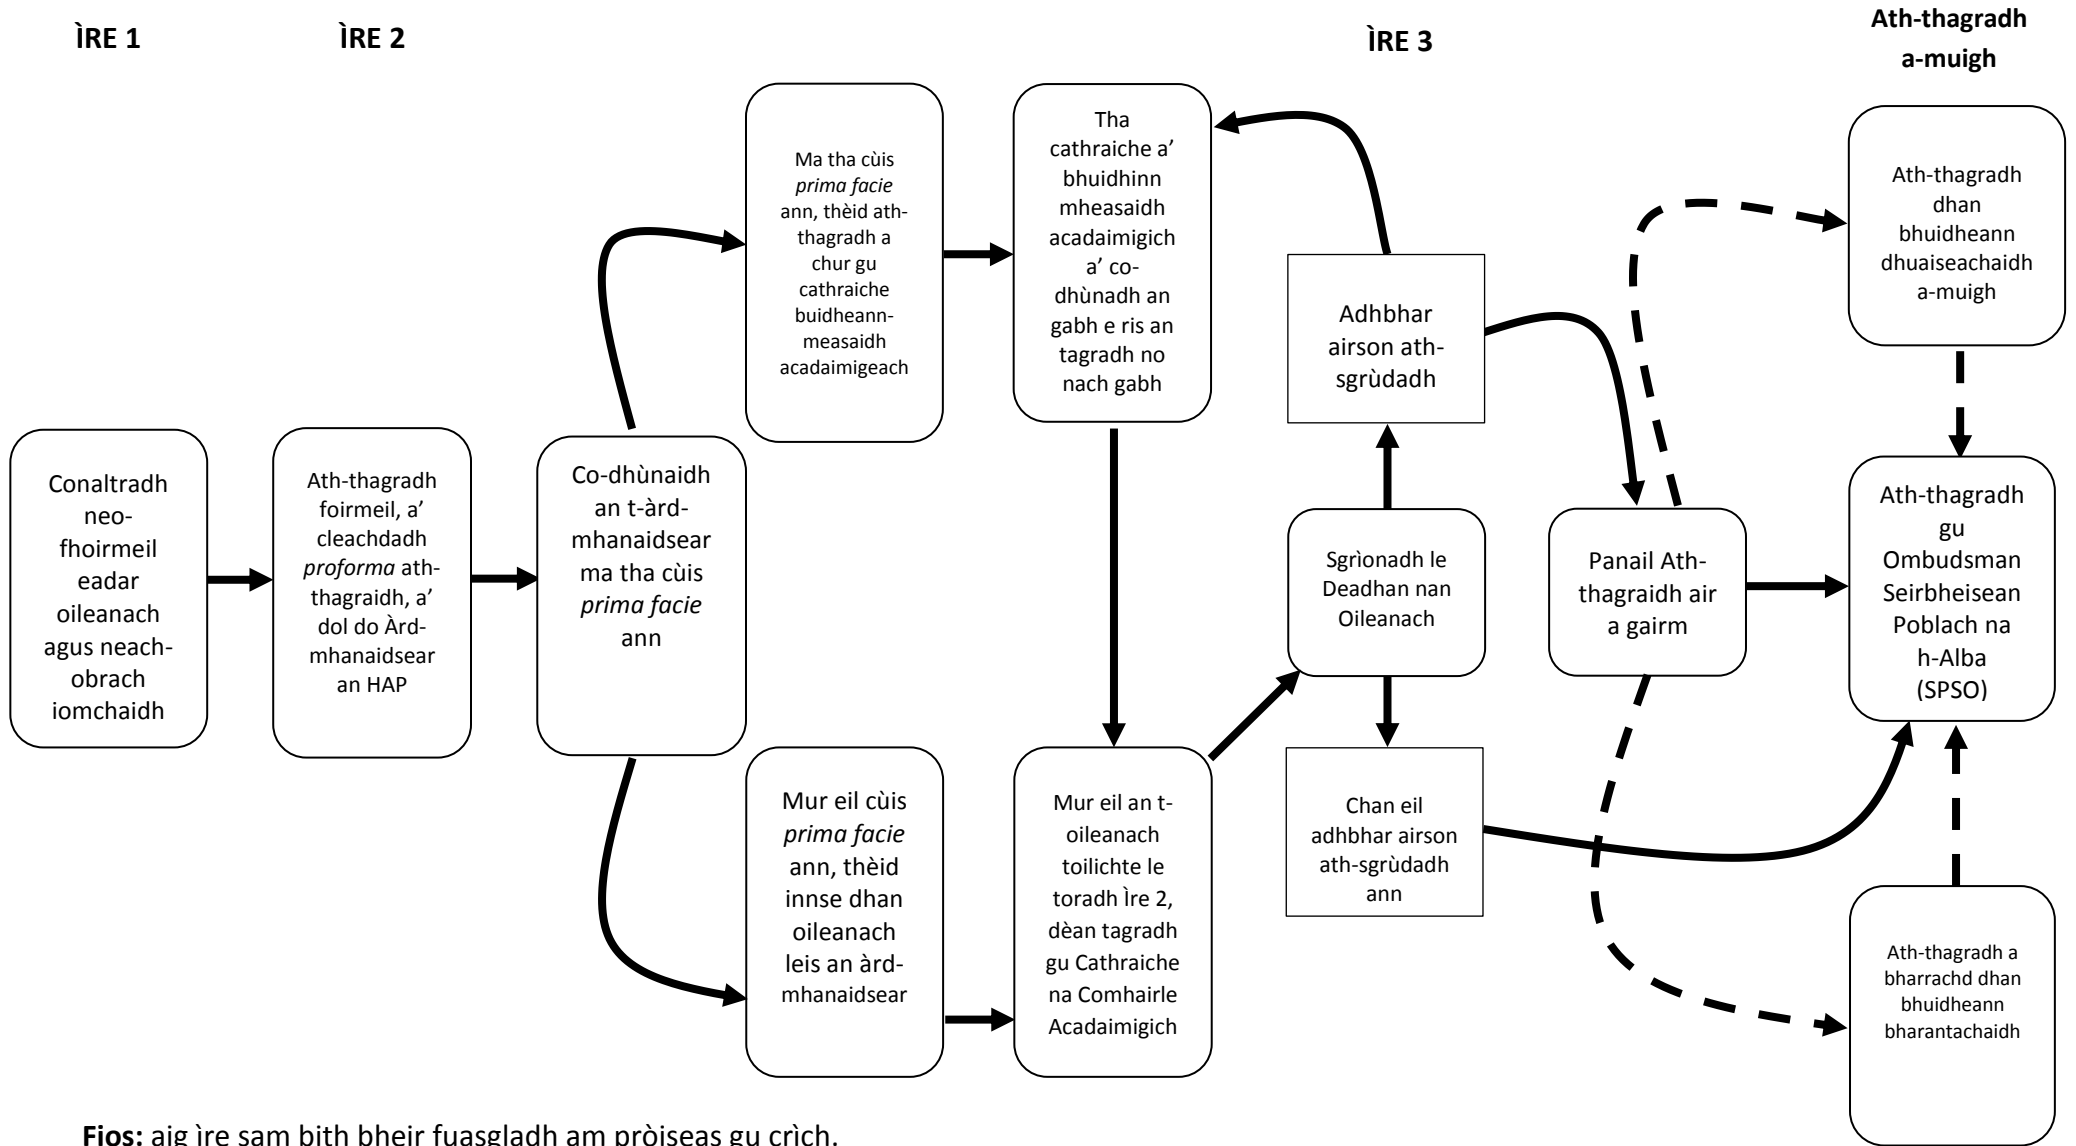 ÌRE 1
ÌRE 2
ÌRE 3
Ath-thagradh
a-muigh
Conaltradh
neo-
fhoirmeil
eadar
oileanach
agus neach-
obrach
iomchaidh
Ath-thagradh
foirmeil, a’
cleachdadh
proforma ath-
thagraidh, a’
dol do Àrd-
mhanaidsear
an HAP
Co-dhùnaidh
an t-àrd-
mhanaidsear
ma tha cùis
prima facie
ann
Ma tha cùis
prima facie
ann, thèid ath-
thagradh a
chur gu
cathraiche
buidheann-
measaidh
acadaimigeach
Tha
cathraiche a’
bhuidhinn
mheasaidh
acadaimigich
a’ co-
dhùnadh an
gabh e ris an
tagradh no
nach gabh
Mur eil cùis
prima facie
ann, thèid
innse dhan
oileanach
leis an àrd-
mhanaidsear
Mur eil an t-
oileanach
toilichte le
toradh Ìre 2,
dèan tagradh
gu Cathraiche
na Comhairle
Acadaimigich
Adhbhar
airson ath-
sgrùdadh
Sgrìonadh le
Deadhan nan
Oileanach
Chan eil
adhbhar airson
ath-sgrùdadh
ann
Panail Ath-
thagraidh air
a gairm
Ath-thagradh
dhan
bhuidheann
dhuaiseachaidh
a-muigh
Ath-thagradh
gu
Ombudsman
Seirbheisean
Poblach na
h-Alba
(SPSO)
Ath-thagradh a
bharrachd dhan
bhuidheann
bharantachaidh
Fios: aig ìre sam bith bheir fuasgladh am pròiseas gu crìch.